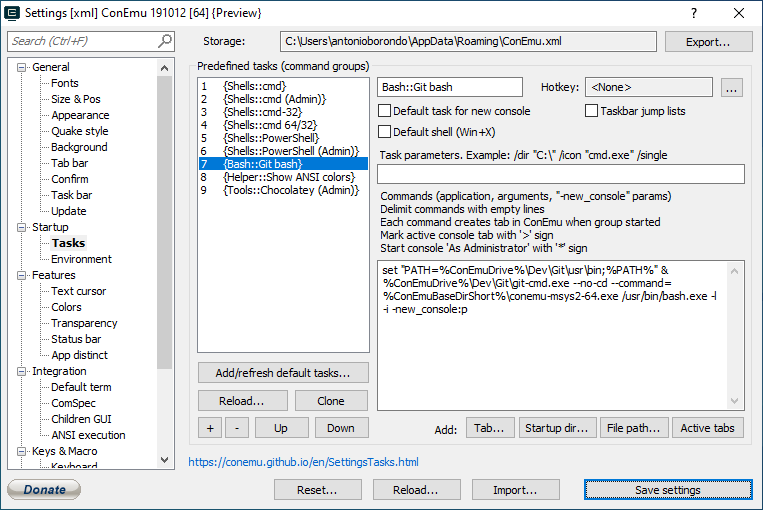 Settings [xml] ConEmu 191012 [64] {Preview}
Search (Ctrl+F)
Storage:
C:\Users\antonioborondo\AppData\Roaming\ConEmu.xml
Export...
General
Fonts
Size & Pos
Appearance
Quake style
Background
Tab bar
Confirm
Task bar
Update
Startup
Tasks
Environment
Features
Text cursor
Colors
Transparency
Status bar
App distinct
Integration
Default term
ComSpec
Children GUI
ANSI execution
Keys & Macro
Keyboard
Predefined tasks (command groups)
1 {Shells::cmd}
2 {Shells::cmd (Admin)}
3 {Shells::cmd-32}
4 {Shells::cmd 64/32}
5 {Shells::PowerShell}
6 {Shells::PowerShell (Admin)}
7 {Bash::Git bash}
8 {Helper::Show ANSI colors}
9 {Tools::Chocolatey (Admin)}
Add/refresh default tasks...
Reload...
Clone
+
-
Up
Down
Bash::Git bash
Hotkey:
<None>
...
Default task for new console
Taskbar jump lists
Default shell (Win+X)
Task parameters. Example: /dir "C:\" /icon "cmd.exe" /single
Commands (application, arguments, "-new_console" params)
Delimit commands with empty lines
Each command creates tab in ConEmu when group started
Mark active console tab with '>' sign
Start console 'As Administrator' with '*' sign
set "PATH=%ConEmuDrive%\Dev\Git\usr\bin;%PATH%" &
%ConEmuDrive%\Dev\Git\git-cmd.exe --no-cd --command=
%ConEmuBaseDirShort%\conemu-msys2-64.exe /usr/bin/bash.exe -l
-i -new_console:p
Add:
Tab...
Startup dir...
File path...
Active tabs
https://conemu.github.io/en/SettingsTasks.html
Donate
Reset...
Reload...
Import...
Save settings